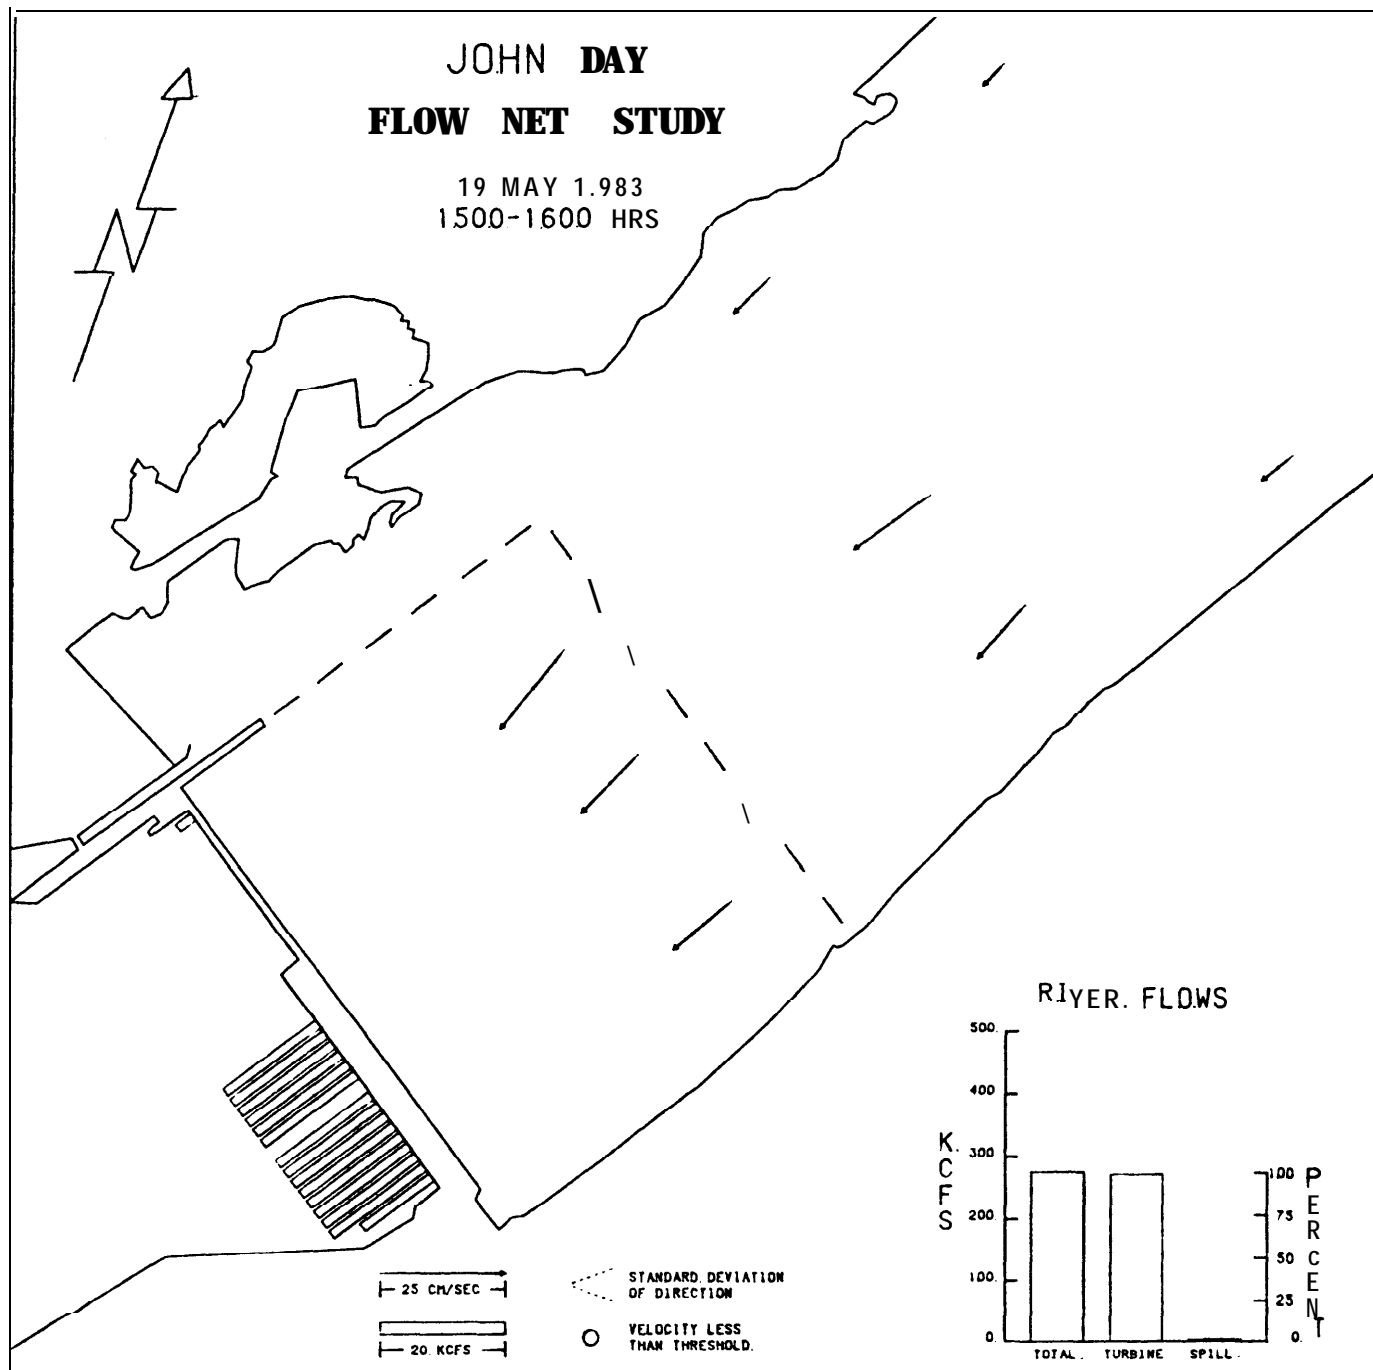 JOHN DAY
FLOW NET STUDY
19 MAY 1.983
1500-1600 HRS
N
RIYER. FLOWS
500.
400
300
200.
100.
0.
K.CFS
100
75
50
25
0.
PERCENT
TOTAL. TURBINE SPILL.
25 CM/SEC
20. KCFS
STANDARD. DEVIATION
OF DIRECTION
VELOCITY LESS
THAN THRESHOLD.